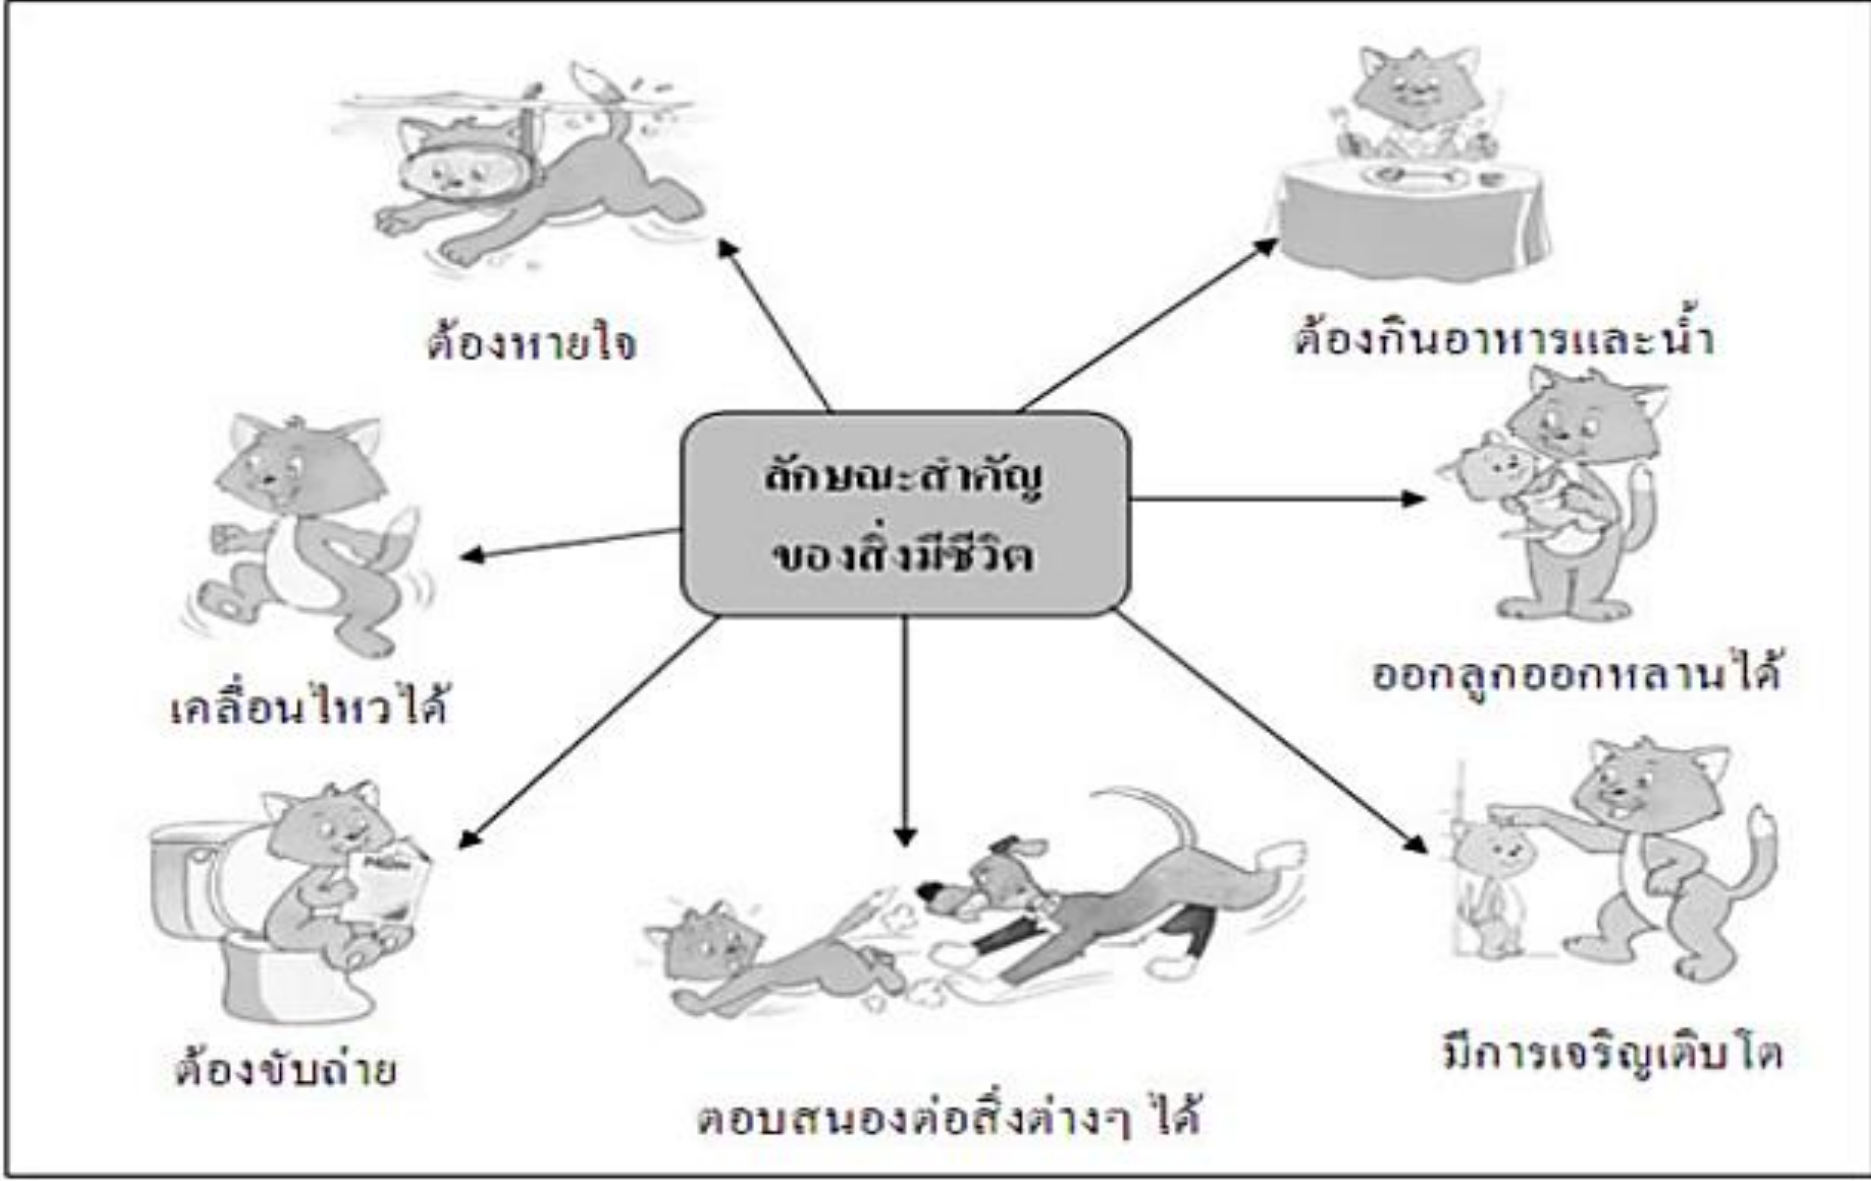 ต้องหายใจ
ต้องกินอาหารและน้ำ
ลักษณะสำคัญ
ของสิ่งมีชีวิต
เคลื่อนไหวได้
ออกลูกออกหลานได้
ต้องขับถ่าย
ตอบสนองต่อสิ่งต่างๆ ได้
มีการเจริญเติบโต